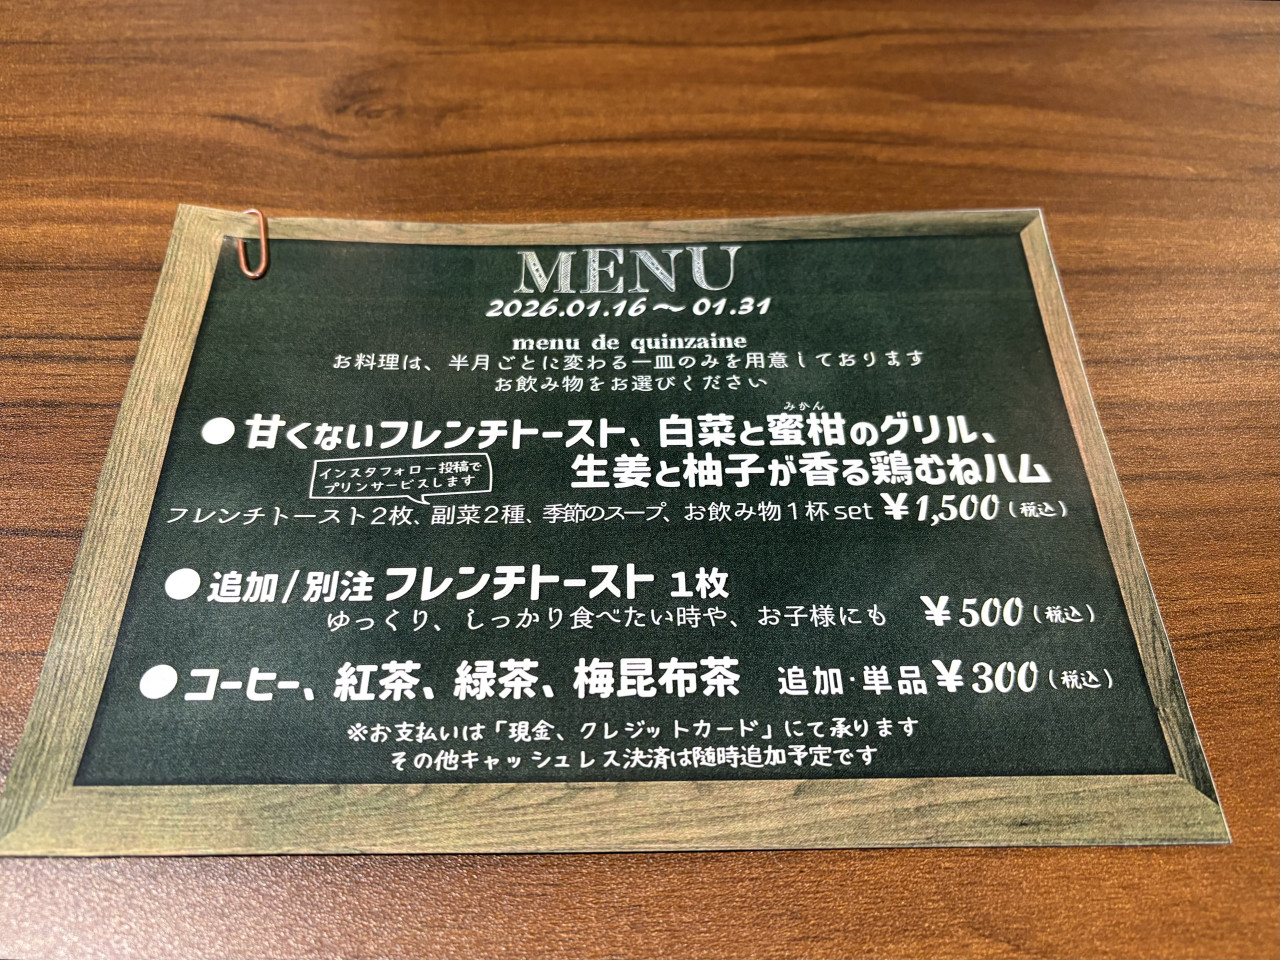 MENU
2026.01.16～01.31
menu de quinzaine
お料理は、半月ごとに変わる一皿のみを用意しております
お飲み物をお選びください
みかん
●甘くないフレンチトースト、白菜と蜜柑のグリル、
生姜と柚子が香る鶏むねハム
インスタフォロー投稿で
プリンサービスします
フレンチトースト2枚、副菜2種、季節のスープ、お飲み物1杯set ¥1,500（税込）
●追加/別注 フレンチトースト 1枚
ゆっくり、しっかり食べたい時や、お子様にも ¥500（税込）
●コーヒー、紅茶、緑茶、梅昆布茶 追加・単品¥300（税込）
※お支払いは「現金、クレジットカード」にて承ります
その他キャッシュレス決済は随時追加予定です